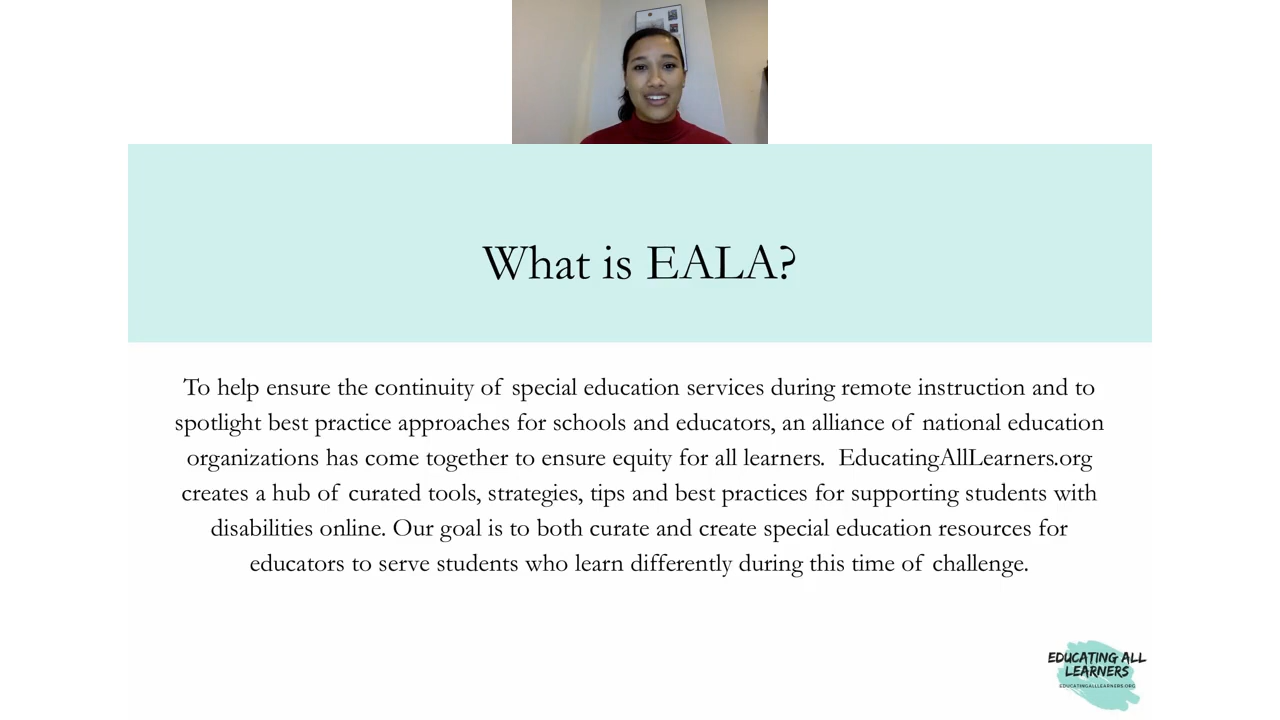 What is EALA?
To help ensure the continuity of special education services during remote instruction and to
spotlight best practice approaches for schools and educators, an alliance of national education
organizations has come together to ensure equity for all learners.  EducatingAllLearners.org
creates a hub of curated tools, strategies, tips and best practices for supporting students with
disabilities online. Our goal is to both curate and create special education resources for
educators to serve students who learn differently during this time of challenge.
EDUCATING ALL
LEARNERS
EDUCATINGALLLEARNERS.ORG